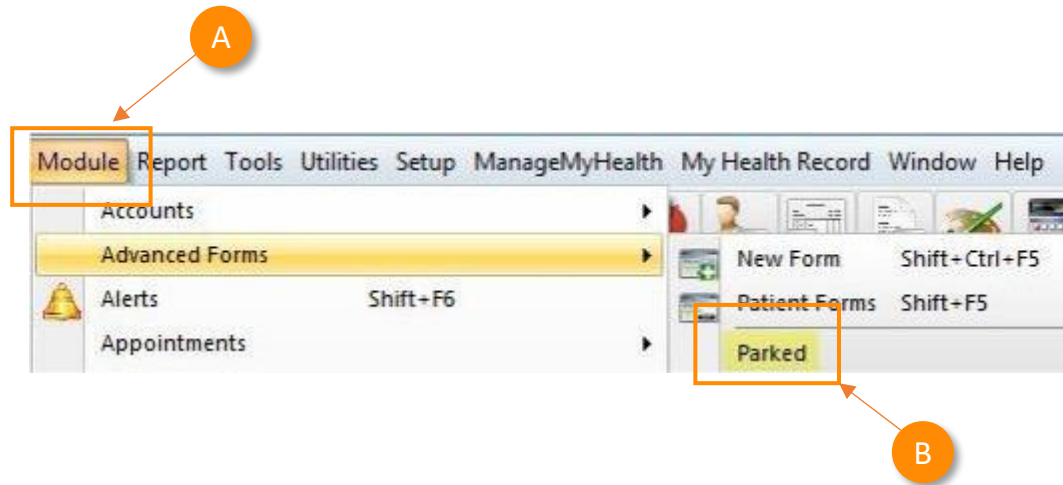 A
Module Report Tools Utilities Setup ManageMyHealth My Health Record Window Help
Accounts
Advanced Forms
New Form Shift+Ctrl+F5
Alerts Shift+F6
Patient Forms Shift+F5
Appointments
Parked
B